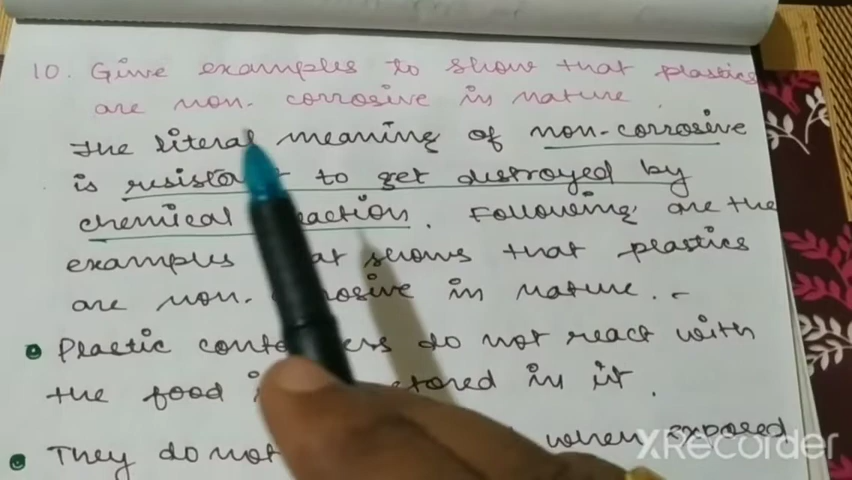 10. Give examples to show that plastics
are non- corrosive in nature.
The literal meaning of non-corrosive
is resistant to get destroyed by
chemical reaction. Following are the
examples that shows that plastics
are non- corrosive in nature. -
Plastic containers do not react with
the food stored in it.
They do not when exposed
XRecorder